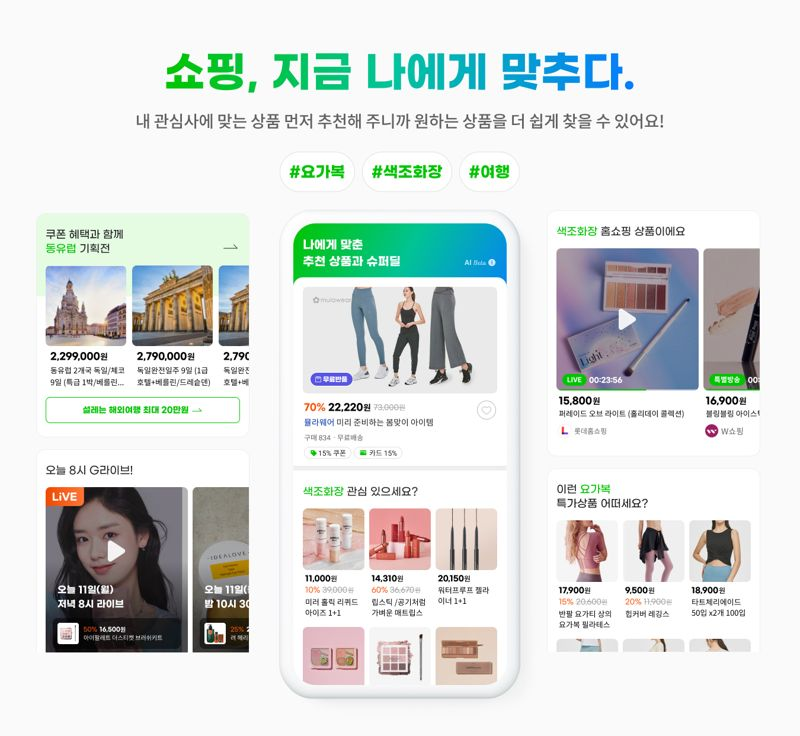 쇼핑, 지금 나에게 맞추다.
내 관심사에 맞는 상품 먼저 추천해 주니까 원하는 상품을 더 쉽게 찾을 수 있어요!
#요가복 #색조화장 #여행
쿠폰 혜택과 함께
동유럽 기획전
2,299,000원
동유럽 2개국 독일/체코
9일 (특급 1박/베를린...
2,790,000원
독일완전일주 9일 (1급
호텔+베를린/드레슬덴)
2,790
독일완
호텔+베
설레는 해외여행 최대 20만원
오늘 8시 G라이브!
LiVE
오늘 11일(월)
저녁 8시 라이브
50% 16,500원
아이팔레트 더스티켓 브러쉬키트
IDEALOVE
오늘 11일(
밤 10시 30
25%
려 헤리
나에게 맞춘
추천 상품과 슈퍼딜
AI Beta
mulawear
무료반품
70% 22,220원 73,000원
뮬라웨어 미리 준비하는 봄맞이 아이템
구매 834 · 무료배송
15% 쿠폰 카드 15%
색조화장 관심 있으세요?
11,000원
10% 39,000원
미러 홀릭 리퀴드
아이즈 1+1
14,310원
60% 36,670원
립스틱 /공기처럼
가벼운 매트립스
20,150원
워터프루프 젤라
이너 1+1
색조화장 홈쇼핑 상품이에요
Light
LIVE 00:23:56
15,800원
퍼레이드 오브 라이트 (홀리데이 콜렉션)
롯데홈쇼핑
특별방송 00:
16,900원
블링블링 아이스틱
W쇼핑
이런 요가복
특가상품 어떠세요?
17,900원
15% 20,600원
반팔 요가티 상의
요가복 필라테스
9,500원
20% 11,900원
힙커버 레깅스
18,900원
타트체리에이드
50입 x2개 100입